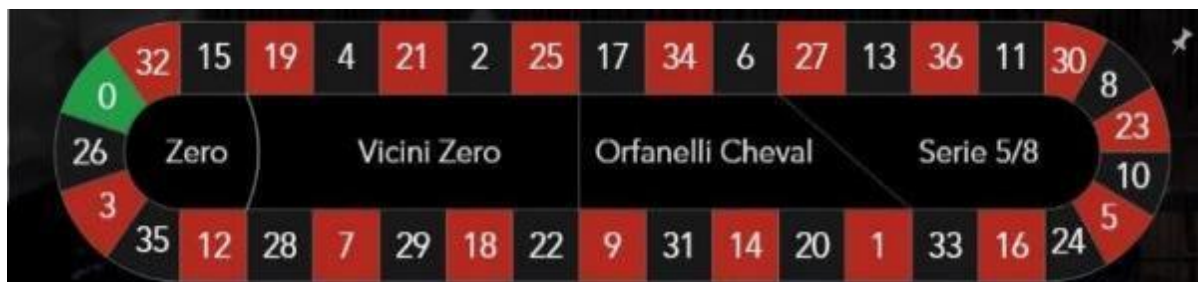 32 15 19 4 21 2 25 17 34 6 27 13 36 11 30
0 8
26 Zero Vicini Zero Orfanelli Cheval Serie 5/8 23
3 10
35 12 28 7 29 18 22 9 31 14 20 1 33 16 24 5